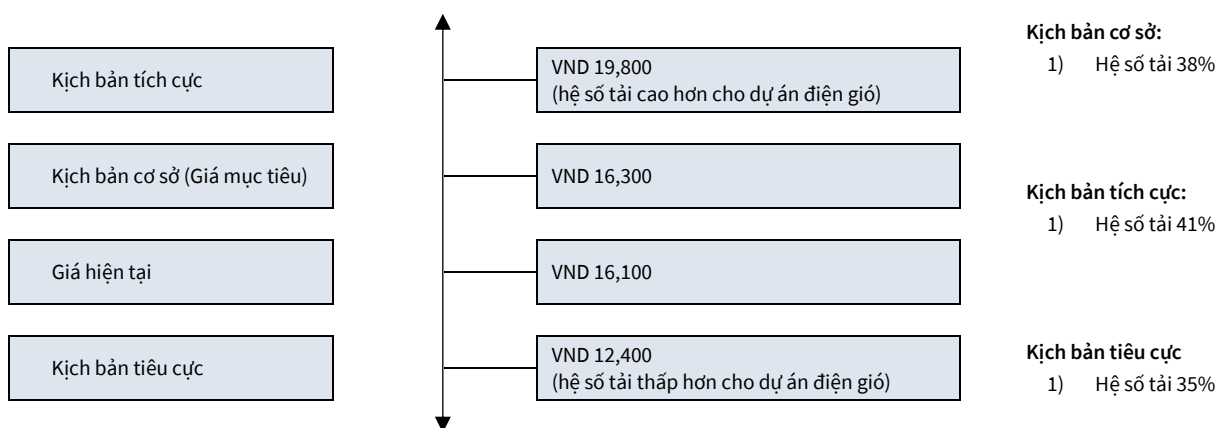 Kịch bản tích cực
VND 19,800
(hệ số tải cao hơn cho dự án điện gió)
Kịch bản cơ sở (Giá mục tiêu)
VND 16,300
Giá hiện tại
VND 16,100
Kịch bản tiêu cực
VND 12,400
(hệ số tải thấp hơn cho dự án điện gió)
Kịch bản cơ sở:
1) Hệ số tải 38%
Kịch bản tích cực:
1) Hệ số tải 41%
Kịch bản tiêu cực
1) Hệ số tải 35%